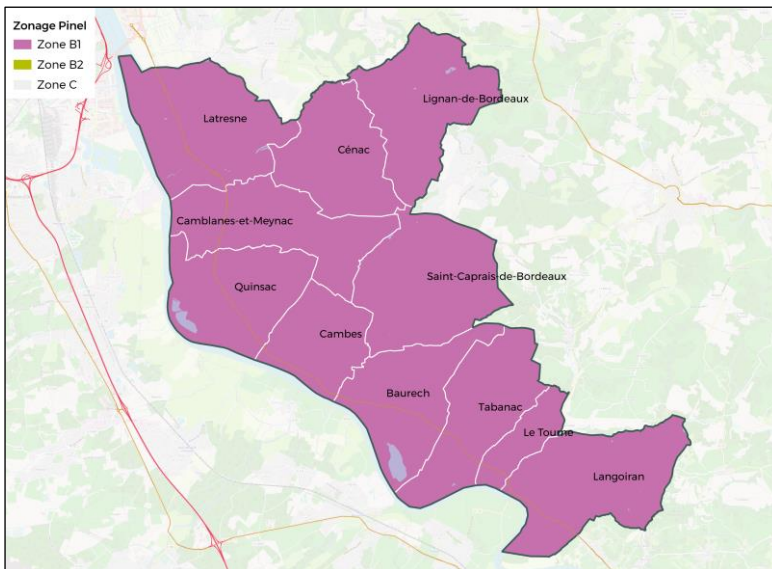 Zonage Pinel
Zone B1
Zone B2
Zone C
Lignan-de-Bordeaux
Latresne
Cénac
Camblanes-et-Meynac
Saint-Caprais-de-Bordeaux
Quinsac
Cambes
Baurech
Tabanac
Le Tourne
Langoiran